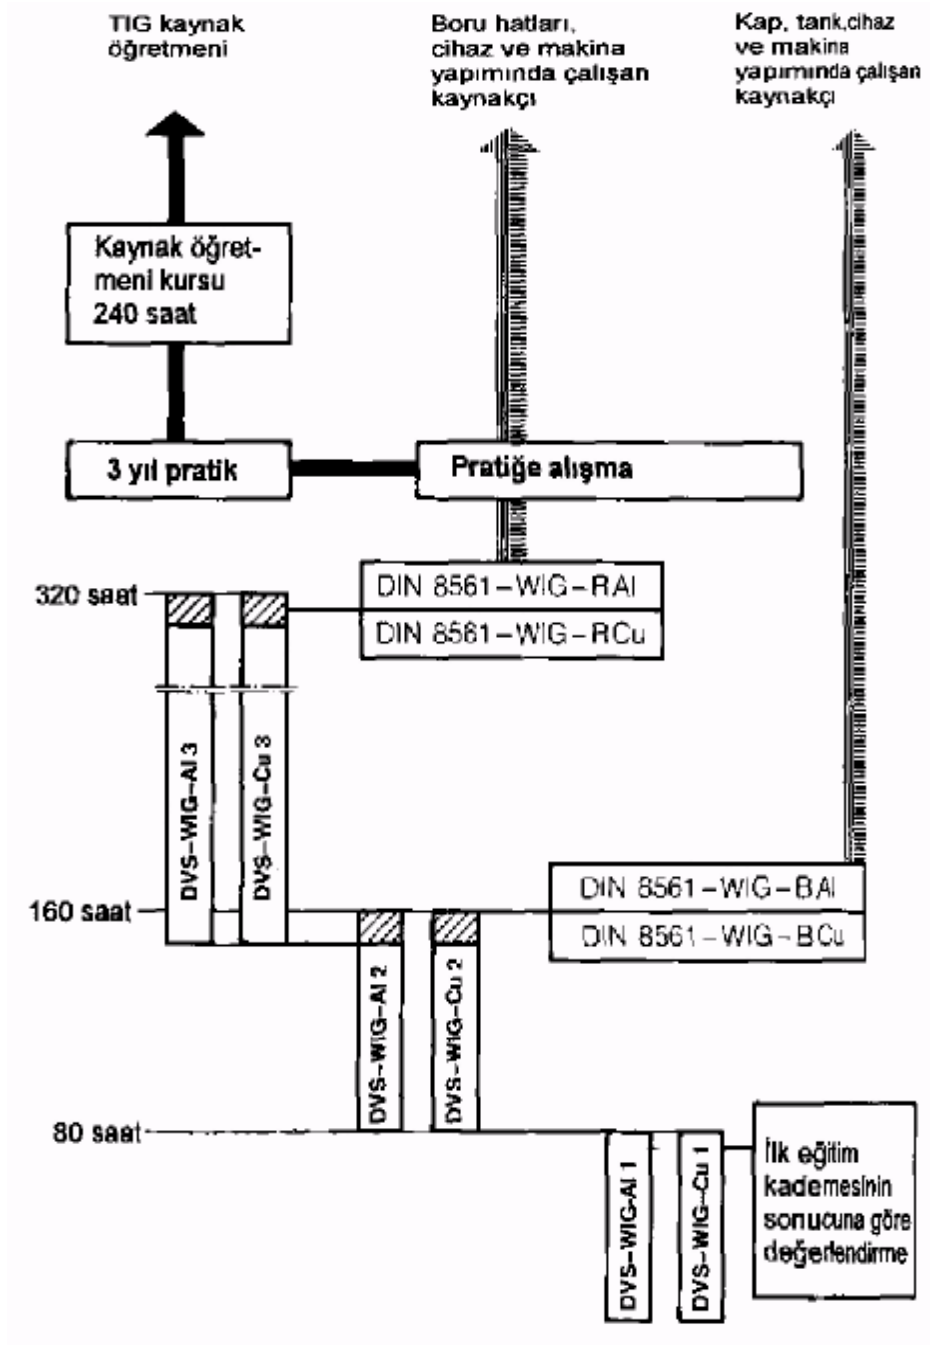 TIG kaynak
öğretmeni
Boru hatları,
cihaz ve makina
yapımında çalışan
kaynakçı
Kap, tank,cihaz
ve makina
yapımında çalışan
kaynakçı
Kaynak öğret-
meni kursu
240 saat
3 yıl pratik
Pratiğe alışma
320 saat
DIN 8561-WIG-RAl
DIN 8561-WIG-RCu
DVS-WIG-Al 3
DVS-WIG-Cu 3
160 saat
DIN 8561-WIG-BAl
DIN 8561-WIG-BCu
DVS-WIG-Al 2
DVS-WIG-Cu 2
80 saat
DVS-WIG-Al 1
DVS-WIG-Cu 1
İlk eğitim
kademesinin
sonucuna göre
değerlendirme